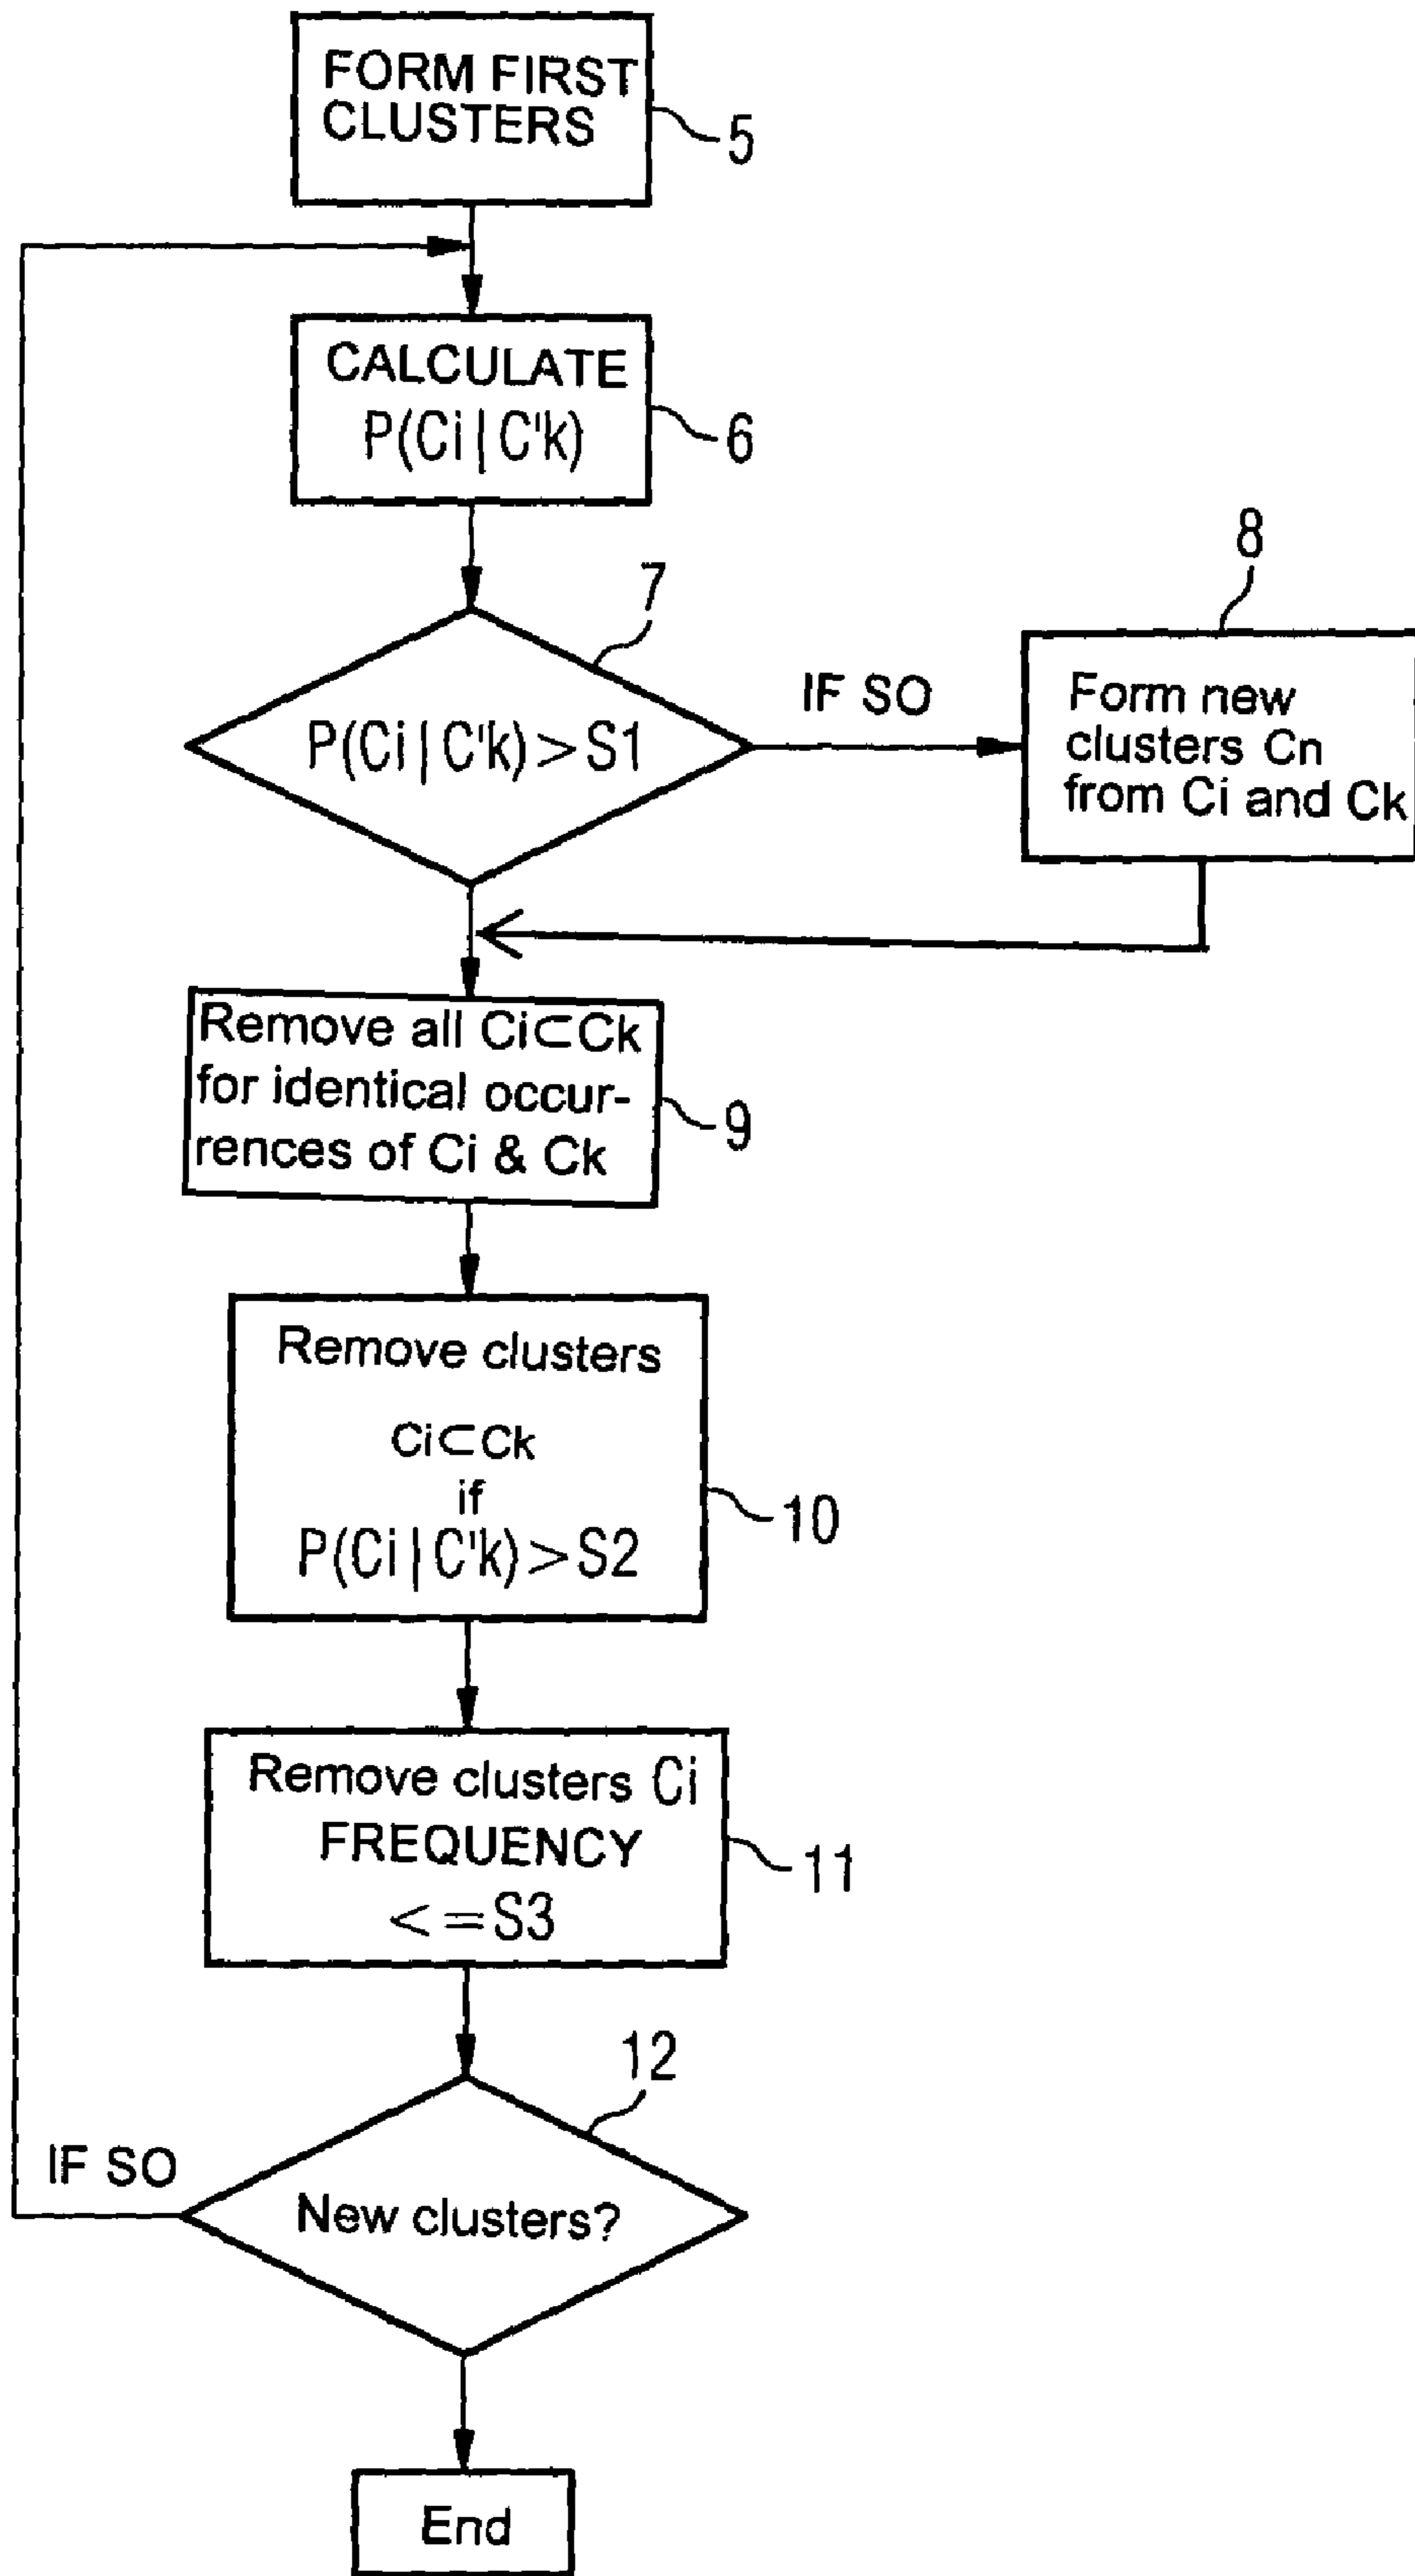 FORM FIRST
CLUSTERS
5
CALCULATE
P(Ci|C'k)
6
7
P(Ci|C'k)>S1
IF SO
8
Form new
clusters Cn
from Ci and Ck
Remove all Ci⊂Ck
for identical occur-
rences of Ci & Ck
9
Remove clusters
Ci⊂Ck
if
P(Ci|C'k)>S2
10
Remove clusters Ci
FREQUENCY
<=S3
11
12
IF SO
New clusters?
End